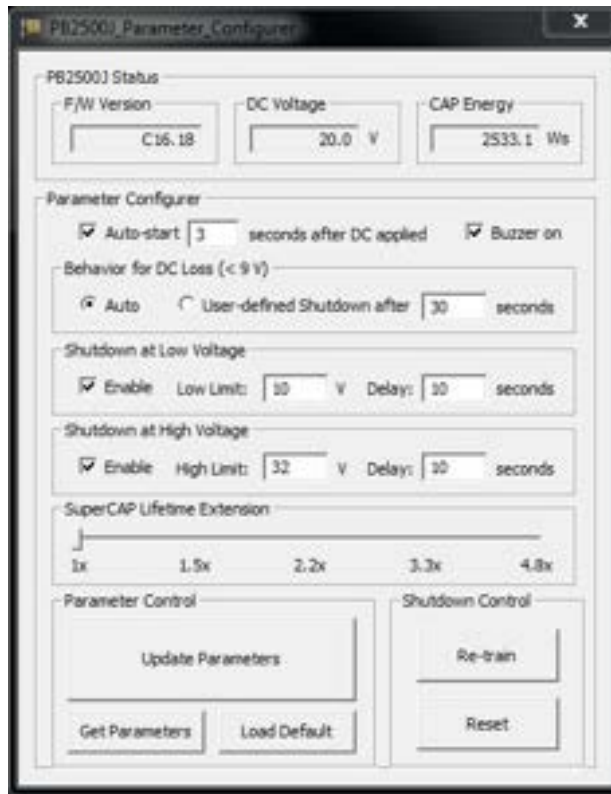 PB2500J_Parameter_Configurer
PB2500J Status
F/W Version DC Voltage CAP Energy
C16.18 20.0 V 2533.1 Ws
Parameter Configurer
Auto-start 3 seconds after DC applied Buzzer on
Behavior for DC Loss (< 9 V)
Auto User-defined Shutdown after 30 seconds
Shutdown at Low Voltage
Enable Low Limit: 10 V Delay: 10 seconds
Shutdown at High Voltage
Enable High Limit: 32 V Delay: 10 seconds
SuperCAP Lifetime Extension
1x 1.5x 2.2x 3.3x 4.8x
Parameter Control Shutdown Control
Update Parameters Re-train
Get Parameters Load Default Reset